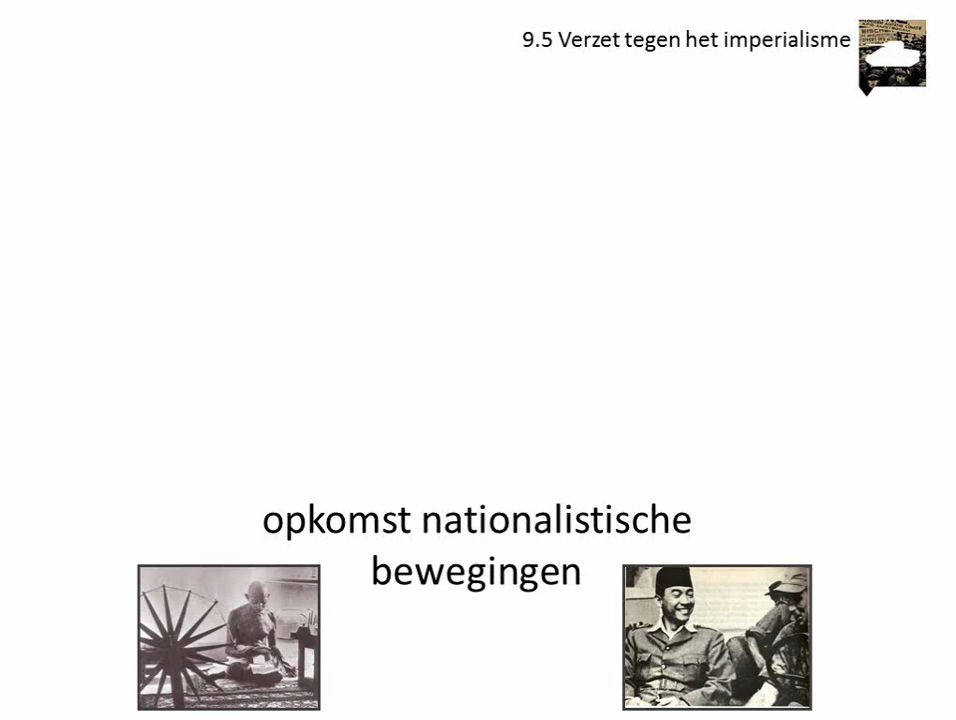 9.5 Verzet tegen het imperialisme
opkomst nationalistische
bewegingen